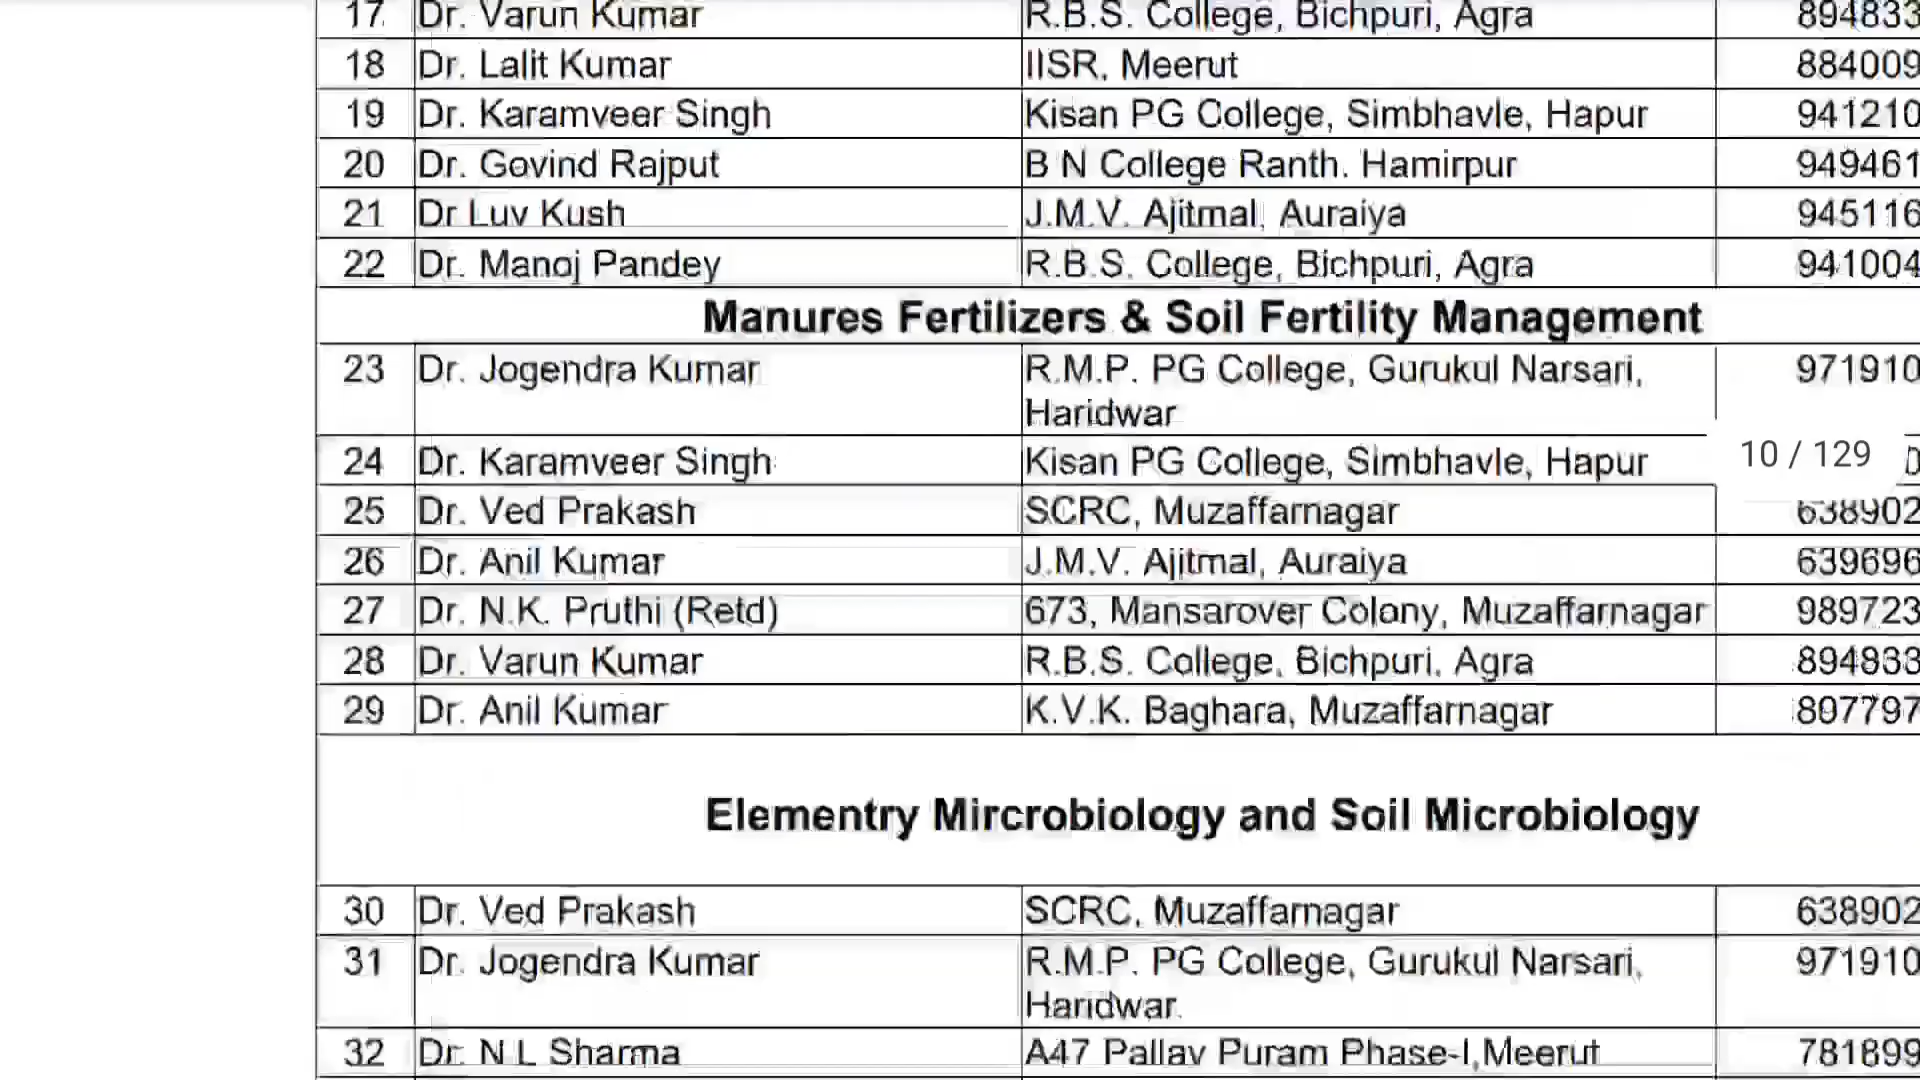 17 Dr. Varun Kumar R.B.S. College, Bichpuri, Agra 894833
18 Dr. Lalit Kumar IISR, Meerut 884009
19 Dr. Karamveer Singh Kisan PG College, Simbhavle, Hapur 941210
20 Dr. Govind Rajput B N College Ranth. Hamirpur 949461
21 Dr Luv Kush J.M.V. Ajitmal, Auraiya 945116
22 Dr. Manoj Pandey R.B.S. College, Bichpuri, Agra 941004
Manures Fertilizers & Soil Fertility Management
23 Dr. Jogendra Kumar R.M.P. PG College, Gurukul Narsari, 971910
Haridwar
24 Dr. Karamveer Singh Kisan PG College, Simbhavle, Hapur
10 / 129
25 Dr. Ved Prakash SCRC, Muzaffarnagar 638902
26 Dr. Anil Kumar J.M.V. Ajitmal, Auraiya 639696
27 Dr. N.K. Pruthi (Retd) 673, Mansarover Colony, Muzaffarnagar 989723
28 Dr. Varun Kumar R.B.S. College, Bichpuri, Agra 894833
29 Dr. Anil Kumar K.V.K. Baghara, Muzaffarnagar 807797
Elementry Mircrobiology and Soil Microbiology
30 Dr. Ved Prakash SCRC, Muzaffarnagar 638902
31 Dr. Jogendra Kumar R.M.P. PG College, Gurukul Narsari, 971910
Haridwar.
32 Dr. N L Sharma A47 Pallav Puram Phase-I,Meerut 781899